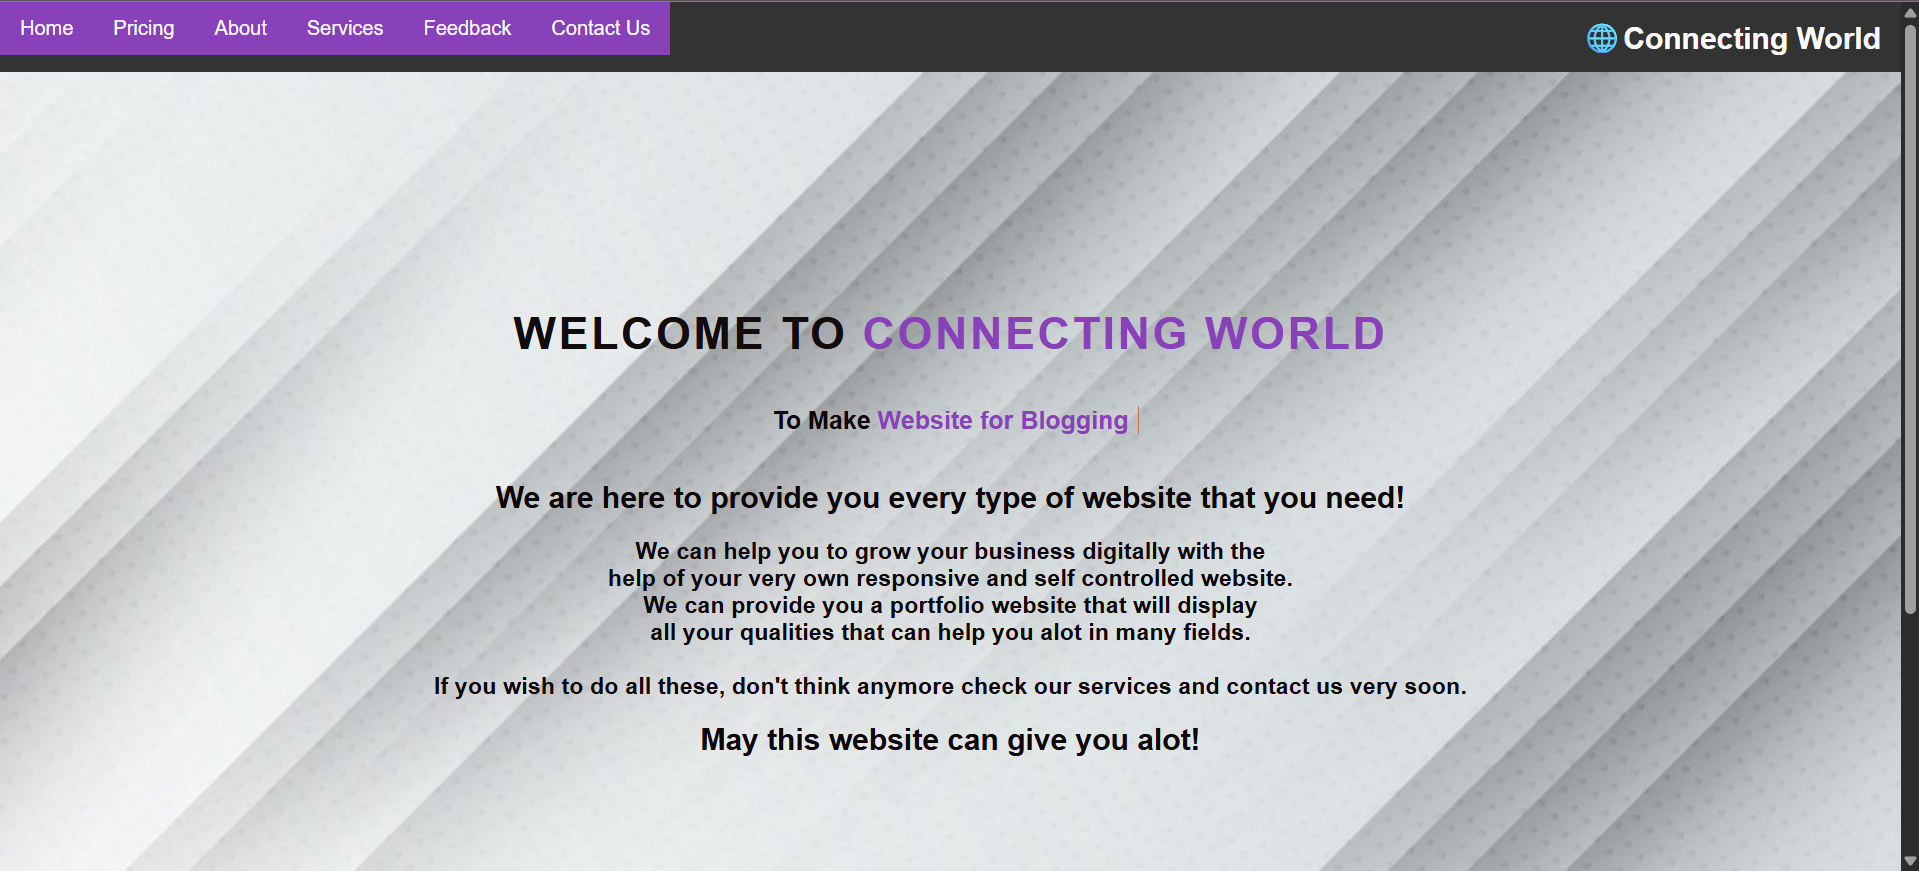 Home Pricing About Services Feedback Contact Us
🌐 Connecting World
WELCOME TO CONNECTING WORLD
To Make Website for Blogging
We are here to provide you every type of website that you need!
We can help you to grow your business digitally with the
help of your very own responsive and self controlled website.
We can provide you a portfolio website that will display
all your qualities that can help you alot in many fields.
If you wish to do all these, don't think anymore check our services and contact us very soon.
May this website can give you alot!